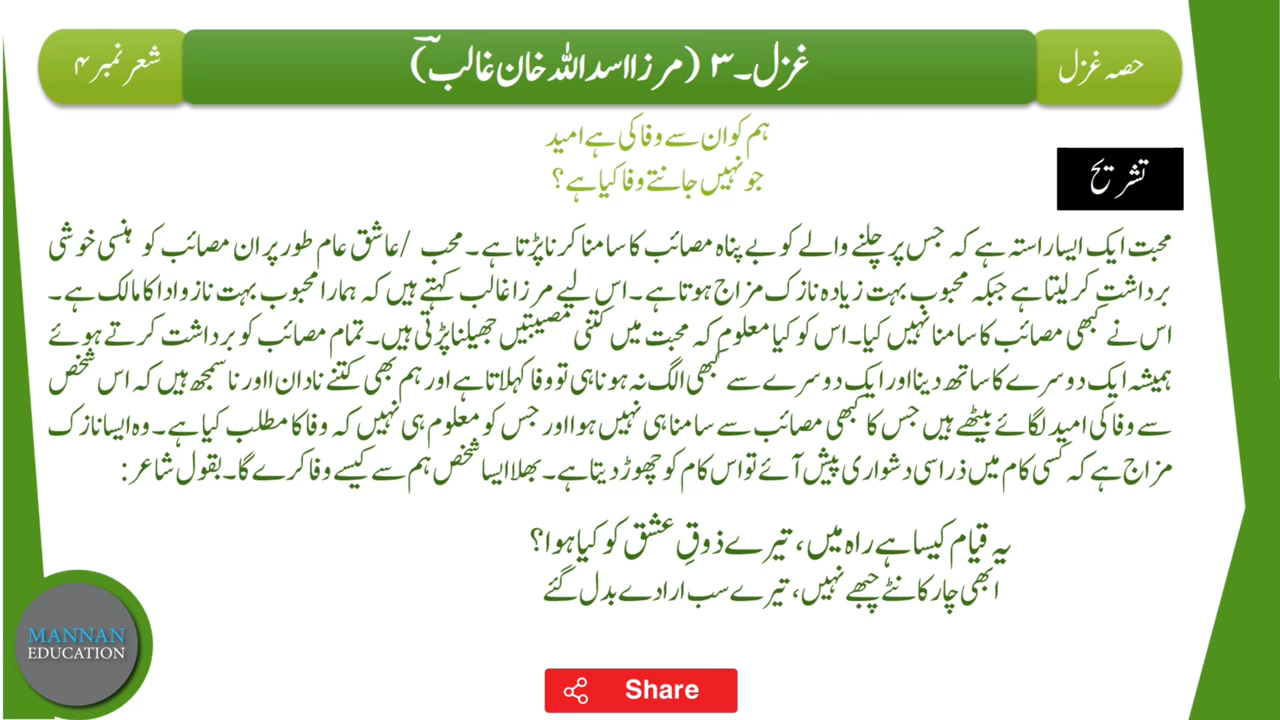 حصہ غزل
غزل۔۳ (مرزا اسد اللہ خان غالبؔ)
شعر نمبر ۴
ہم کو ان سے وفا کی ہے امید
جو نہیں جانتے وفا کیا ہے؟
تشریح
محبت ایک ایسا راستہ ہے کہ جس پر چلنے والے کو بے پناہ مصائب کا سامنا کرنا پڑتا ہے۔ محب /عاشق عام طور پر ان مصائب کو ہنسی خوشی
برداشت کر لیتا ہے جبکہ محبوب بہت زیادہ نازک مزاج ہوتا ہے۔ اس لیے مرزا غالب کہتے ہیں کہ ہمارا محبوب بہت ناز و ادا کا مالک ہے۔
اس نے کبھی مصائب کا سامنا نہیں کیا۔ اس کو کیا معلوم کہ محبت میں کتنی مصیبتیں جھیلنا پڑتی ہیں۔ تمام مصائب کو برداشت کرتے ہوئے
ہمیشہ ایک دوسرے کا ساتھ دینا اور ایک دوسرے سے کبھی الگ نہ ہونا ہی تو وفا کہلاتا ہے اور ہم بھی کتنے نادان اور ناسمجھ ہیں کہ اس شخص
سے وفا کی امید لگائے بیٹھے ہیں جس کا کبھی مصائب سے سامنا ہی نہیں ہوا اور جس کو معلوم ہی نہیں کہ وفا کا مطلب کیا ہے۔ وہ ایسا نازک
مزاج ہے کہ کسی کام میں ذرا سی دشواری پیش آئے تو اس کام کو چھوڑ دیتا ہے۔ بھلا ایسا شخص ہم سے کیسے وفا کرے گا۔ بقول شاعر:
یہ قیام کیسا ہے راہ میں، تیرے ذوقِ عشق کو کیا ہوا؟
ابھی چار کانٹے چبھے نہیں، تیرے سب ارادے بدل گئے
MANNAN
EDUCATION
Share